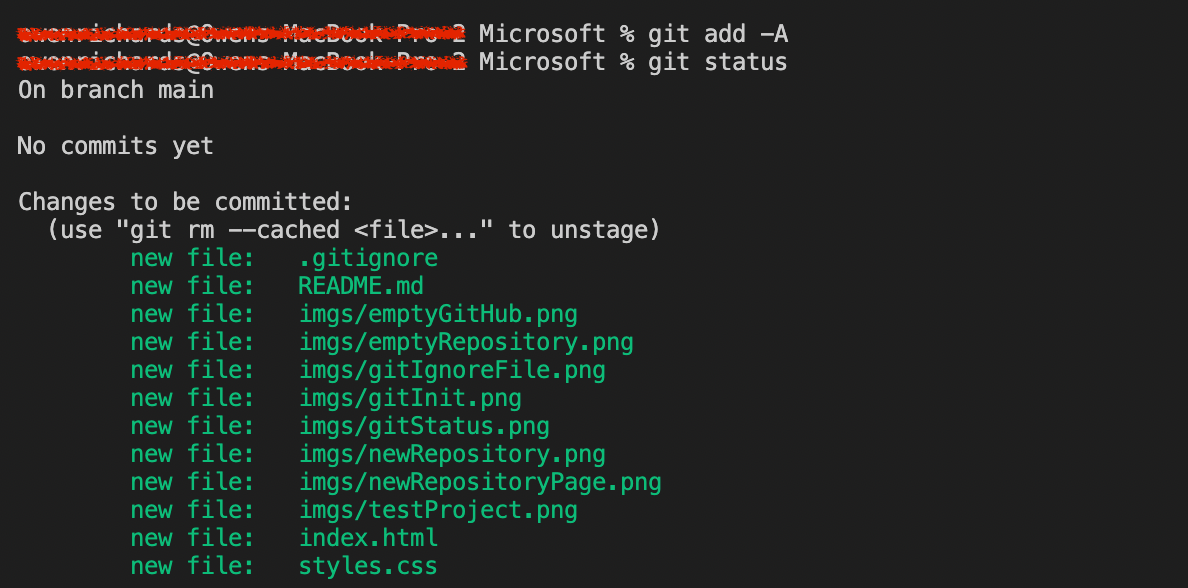 Microsoft % git add -A
Microsoft % git status
On branch main
No commits yet
Changes to be committed:
(use "git rm --cached <file>..." to unstage)
new file: .gitignore
new file: README.md
new file: imgs/emptyGitHub.png
new file: imgs/emptyRepository.png
new file: imgs/gitIgnoreFile.png
new file: imgs/gitInit.png
new file: imgs/gitStatus.png
new file: imgs/newRepository.png
new file: imgs/newRepositoryPage.png
new file: imgs/testProject.png
new file: index.html
new file: styles.css